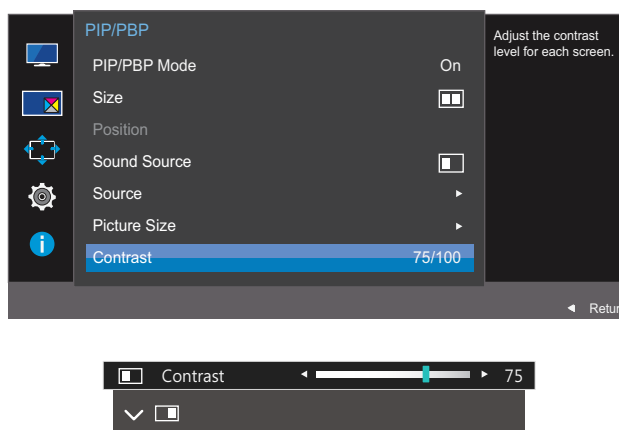 PIP/PBP
Adjust the contrast
level for each screen.
PIP/PBP Mode On
Size
Position
Sound Source
Source
Picture Size
Contrast 75/100
Retur
Contrast 75